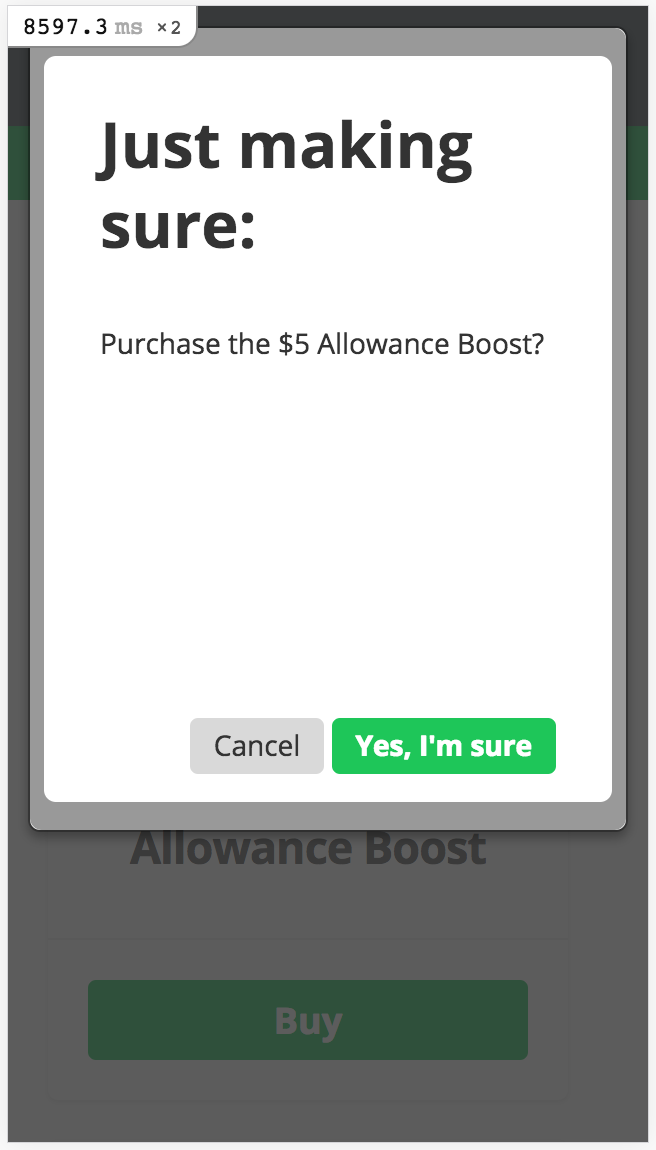 8597.3 ms ×2
Just making
sure:
Purchase the $5 Allowance Boost?
Cancel Yes, I'm sure
Allowance Boost
Buy